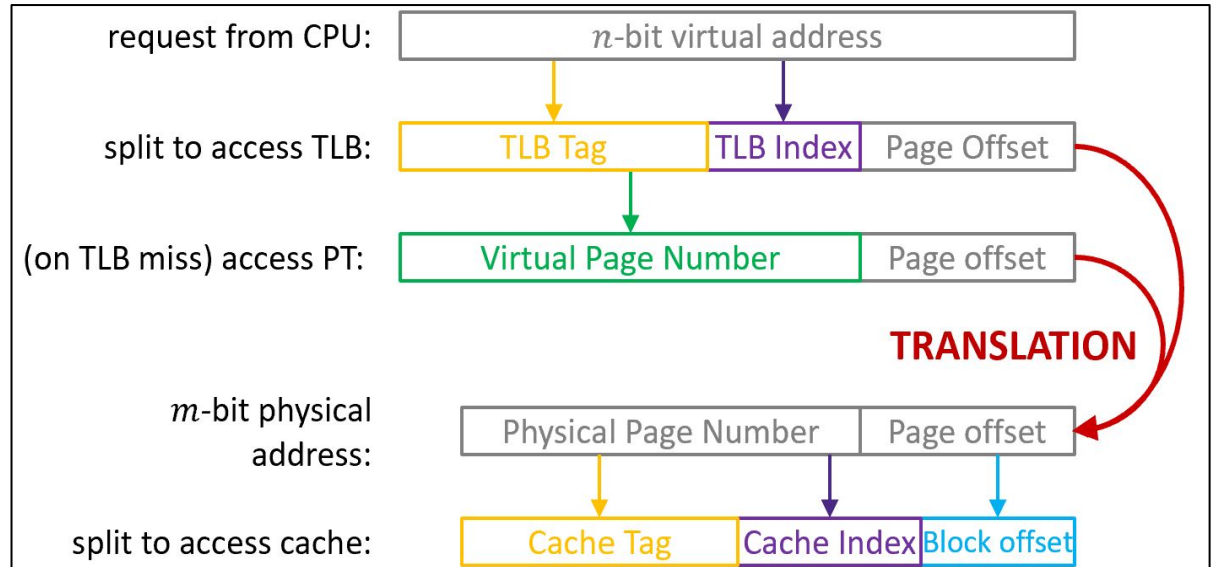 request from CPU: n-bit virtual address
split to access TLB: TLB Tag TLB Index Page Offset
(on TLB miss) access PT: Virtual Page Number Page offset
TRANSLATION
m-bit physical
address: Physical Page Number Page offset
split to access cache: Cache Tag Cache Index Block offset